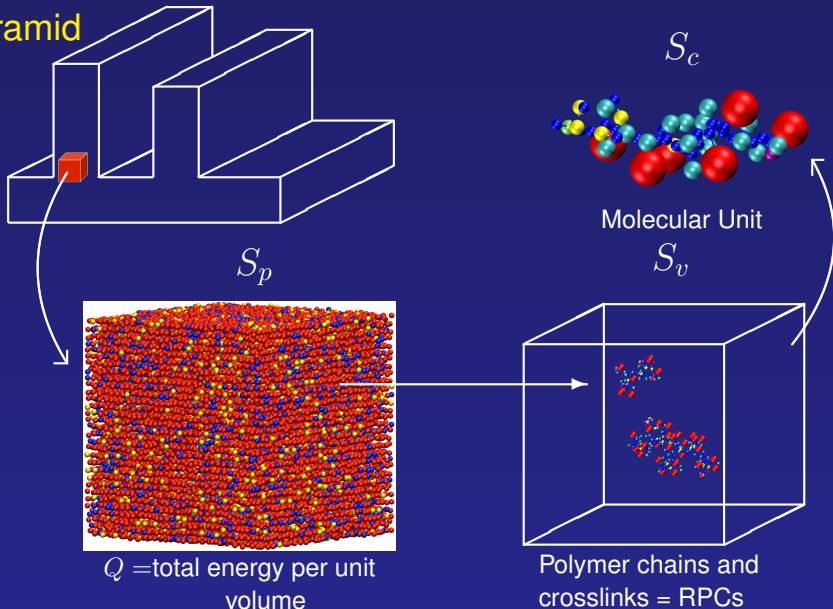 ramid
S_c
Molecular Unit
S_p
S_v
Q =total energy per unit
volume
Polymer chains and
crosslinks = RPCs